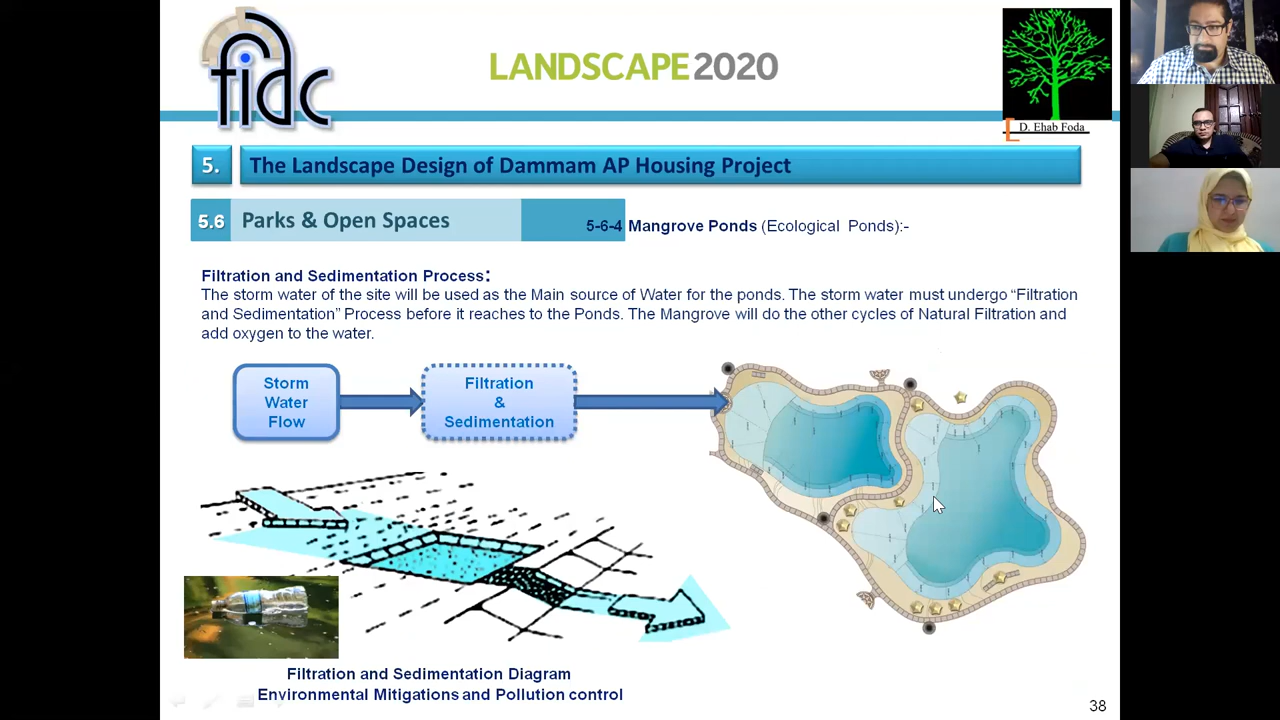 fidc
LANDSCAPE2020
D. Ehab Foda
5. The Landscape Design of Dammam AP Housing Project
5.6 Parks & Open Spaces
5-6-4 Mangrove Ponds (Ecological Ponds):-
Filtration and Sedimentation Process:
The storm water of the site will be used as the Main source of Water for the ponds. The storm water must undergo “Filtration
and Sedimentation” Process before it reaches to the Ponds. The Mangrove will do the other cycles of Natural Filtration and
add oxygen to the water.
Storm
Water
Flow
Filtration
&
Sedimentation
Filtration and Sedimentation Diagram
Environmental Mitigations and Pollution control
38